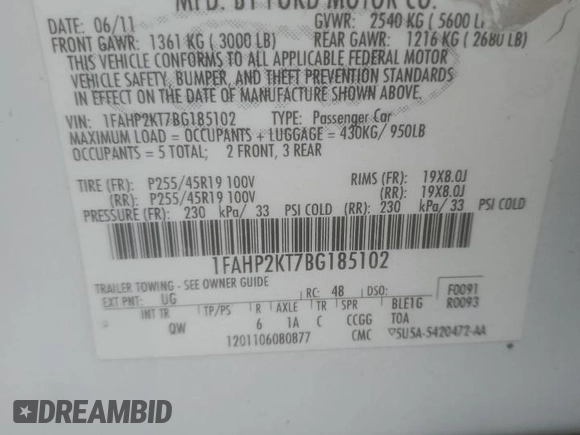 MFD. BY FORD MOTOR CO.
DATE: 06/11 GVWR: 2540 KG ( 5600 L
FRONT GAWR: 1361 KG ( 3000 LB) REAR GAWR: 1216 KG ( 2680 LB)
THIS VEHICLE CONFORMS TO ALL APPLICABLE FEDERAL MOTOR
VEHICLE SAFETY, BUMPER, AND THEFT PREVENTION STANDARDS
IN EFFECT ON THE DATE OF MANUFACTURE SHOWN ABOVE.
VIN: 1FAHP2KT7BG185102 TYPE: Passenger Car
MAXIMUM LOAD = OCCUPANTS + LUGGAGE = 430KG/ 950LB
OCCUPANTS = 5 TOTAL; 2 FRONT, 3 REAR
TIRE (FR): P255/45R19 100V RIMS (FR): 19X8.0J
(RR): P255/45R19 100V (RR): 19X8.0J
PRESSURE (FR): 230 kPa/ 33 PSI COLD (RR): 230 kPa/ 33 PSI COLD
1FAHP2KT7BG185102
TRAILER TOWING - SEE OWNER GUIDE F0091
EXT PNT: UG RC: 48 DSO: R0093
INT TR TP/PS R AXLE TR SPR BLE1G
QW 6 1A C CCGG TOA
1201106080877 CMC 5U5A-5420472-AA
DREAMBID